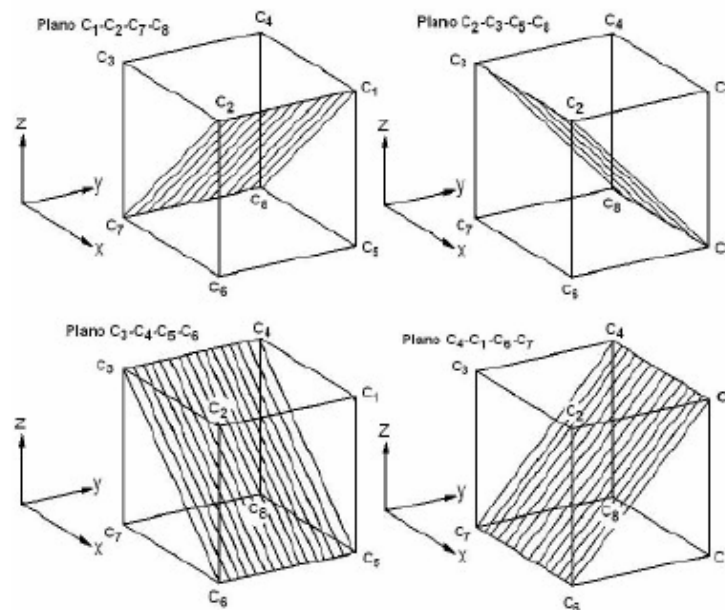 Plano C1-C2-C7-C8
C4
C3
C2
C1
Z
y
x
C8
C7
C5
C6
Plano C2-C3-C5-C8
C4
C3
C2
C
Z
y
x
C8
C7
C
C6
Plano C3-C4-C5-C6
C4
C3
C2
C1
Z
y
x
C8
C7
C5
C6
Plano C4-C1-C6-C7
C4
C3
C2
C
Z
y
x
C8
C7
C
C6